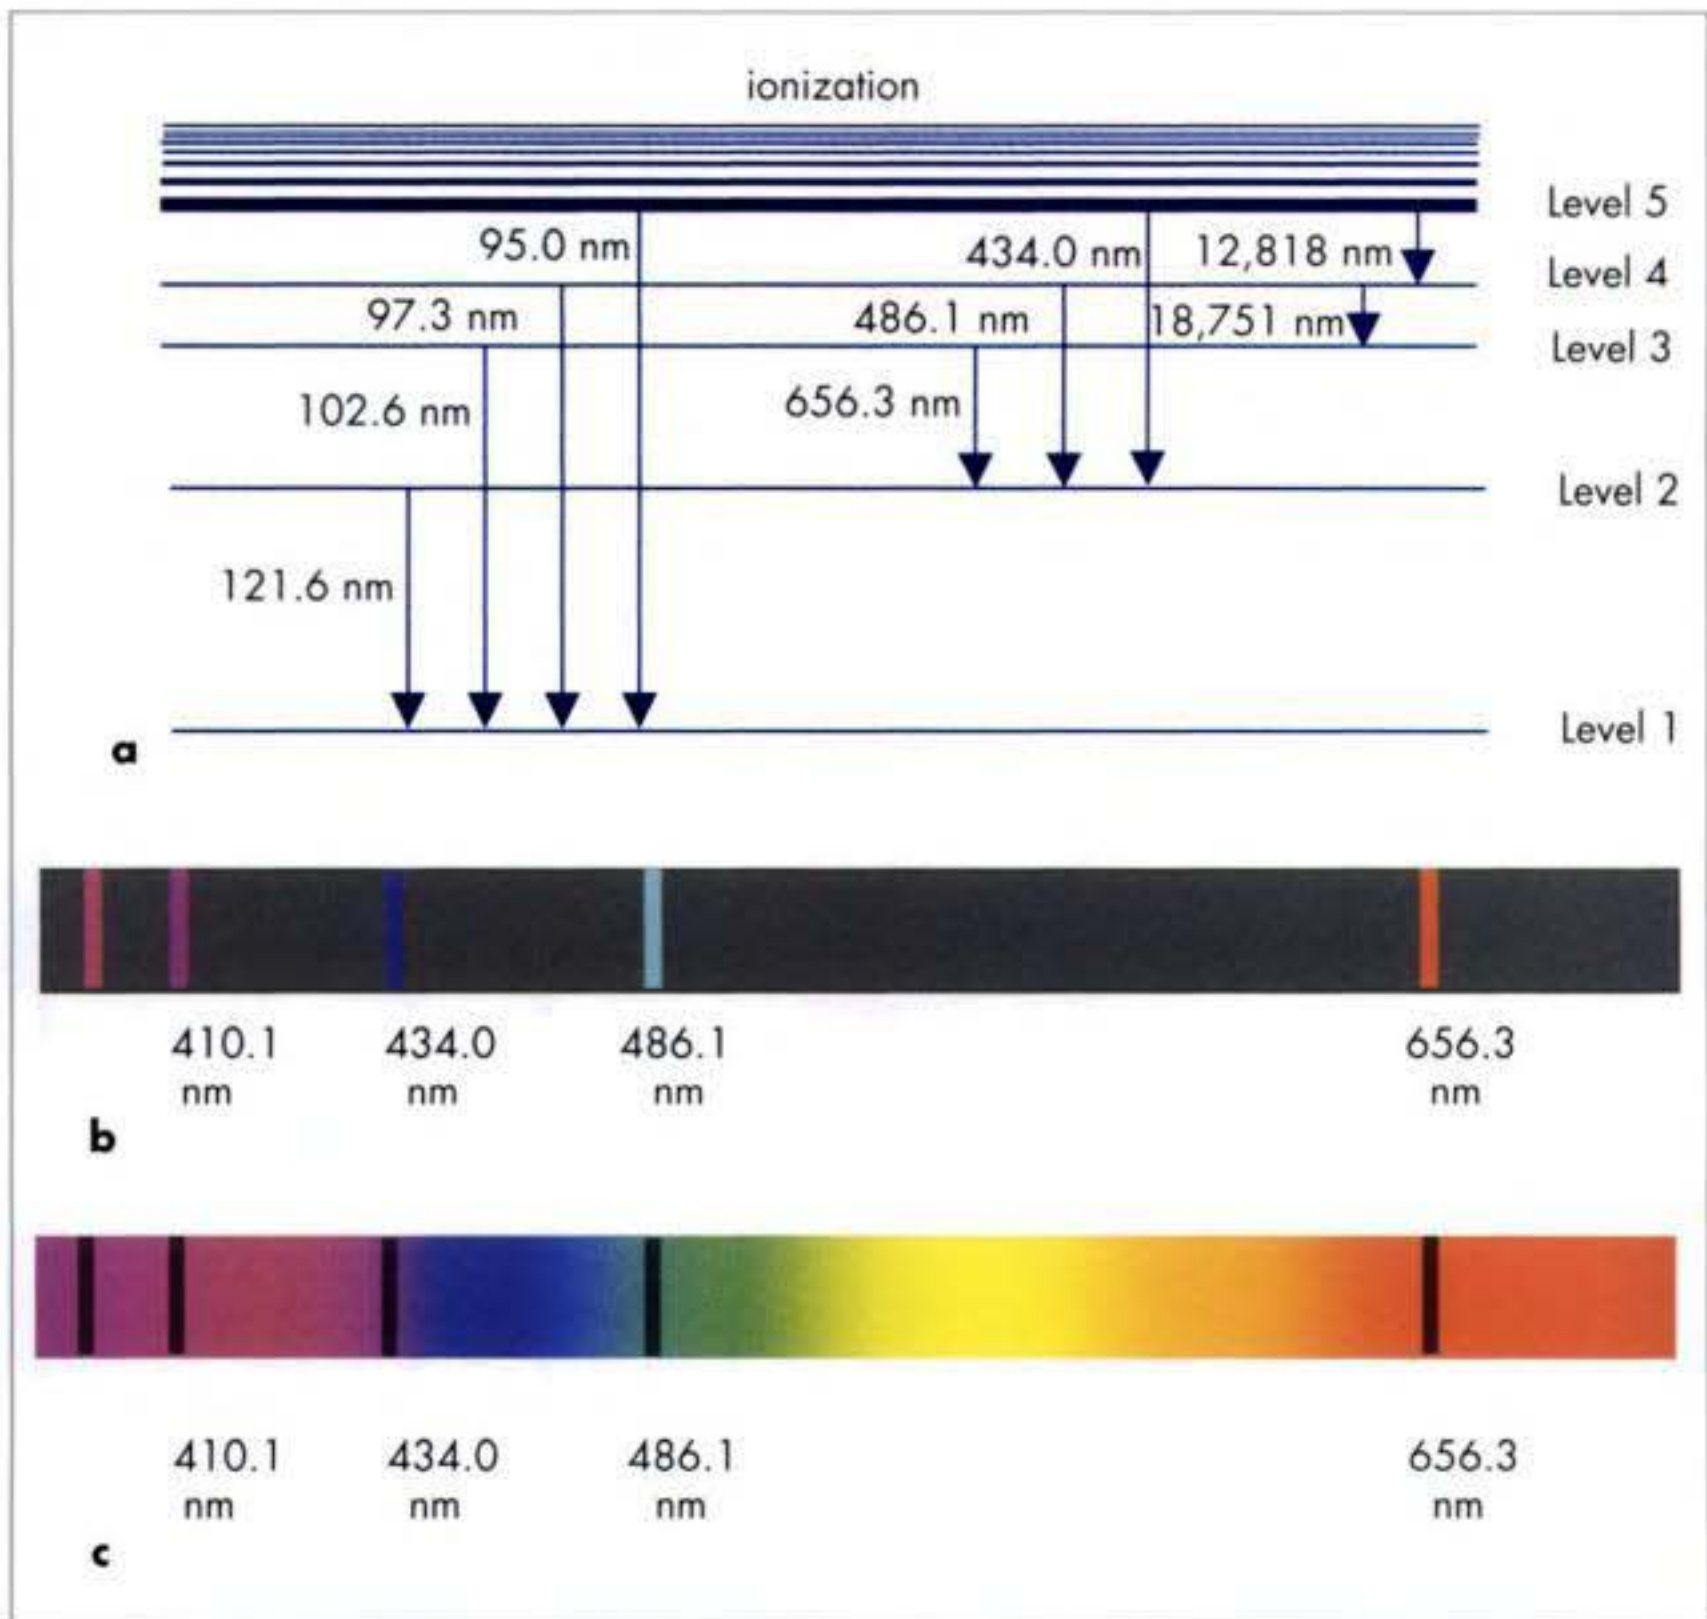 ionization
Level 5
95.0 nm
434.0 nm
12,818 nm
Level 4
97.3 nm
486.1 nm
18,751 nm
Level 3
102.6 nm
656.3 nm
Level 2
121.6 nm
Level 1
a
410.1
nm
434.0
nm
486.1
nm
656.3
nm
b
410.1
nm
434.0
nm
486.1
nm
656.3
nm
c